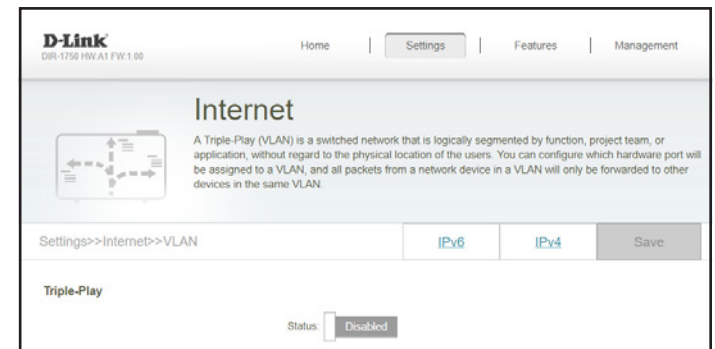 D-Link
DIR-1750 HW:A1 FW:1.00
Home | Settings | Features | Management
Internet
A Triple-Play (VLAN) is a switched network that is logically segmented by function, project team, or
application, without regard to the physical location of the users. You can configure which hardware port will
be assigned to a VLAN, and all packets from a network device in a VLAN will only be forwarded to other
devices in the same VLAN.
Settings>>Internet>>VLAN IPv6 IPv4 Save
Triple-Play
Status: Disabled